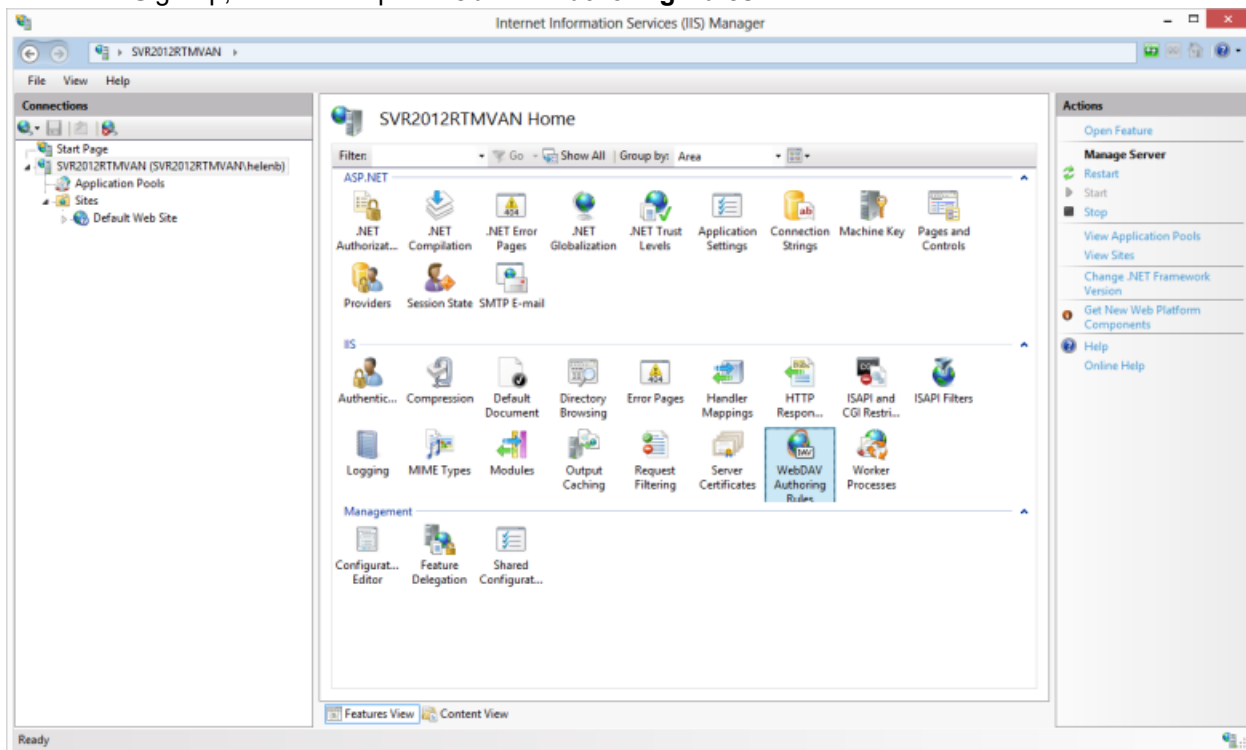 Internet Information Services (IIS) Manager
SVR2012RTMVAN
File View Help
Connections
Start Page
SVR2012RTMVAN (SVR2012RTMVAN\helenb)
Application Pools
Sites
Default Web Site
SVR2012RTMVAN Home
Filter: Go Show All Group by: Area
ASP.NET
.NET .NET .NET Error .NET .NET Trust Application Connection Machine Key Pages and
Authorizat... Compilation Pages Globalization Levels Settings Strings Controls
Providers Session State SMTP E-mail
IIS
Authentic... Compression Default Directory Error Pages Handler HTTP ISAPI and ISAPI Filters
Document Browsing Mappings Respon... CGI Restri...
Logging MIME Types Modules Output Request Server WebDAV Worker
Caching Filtering Certificates Authoring Processes
Rules
Management
Configurat... Feature Shared
Editor Delegation Configurat...
Features View Content View
Actions
Open Feature
Manage Server
Restart
Start
Stop
View Application Pools
View Sites
Change .NET Framework
Version
Get New Web Platform
Components
Help
Online Help
Ready